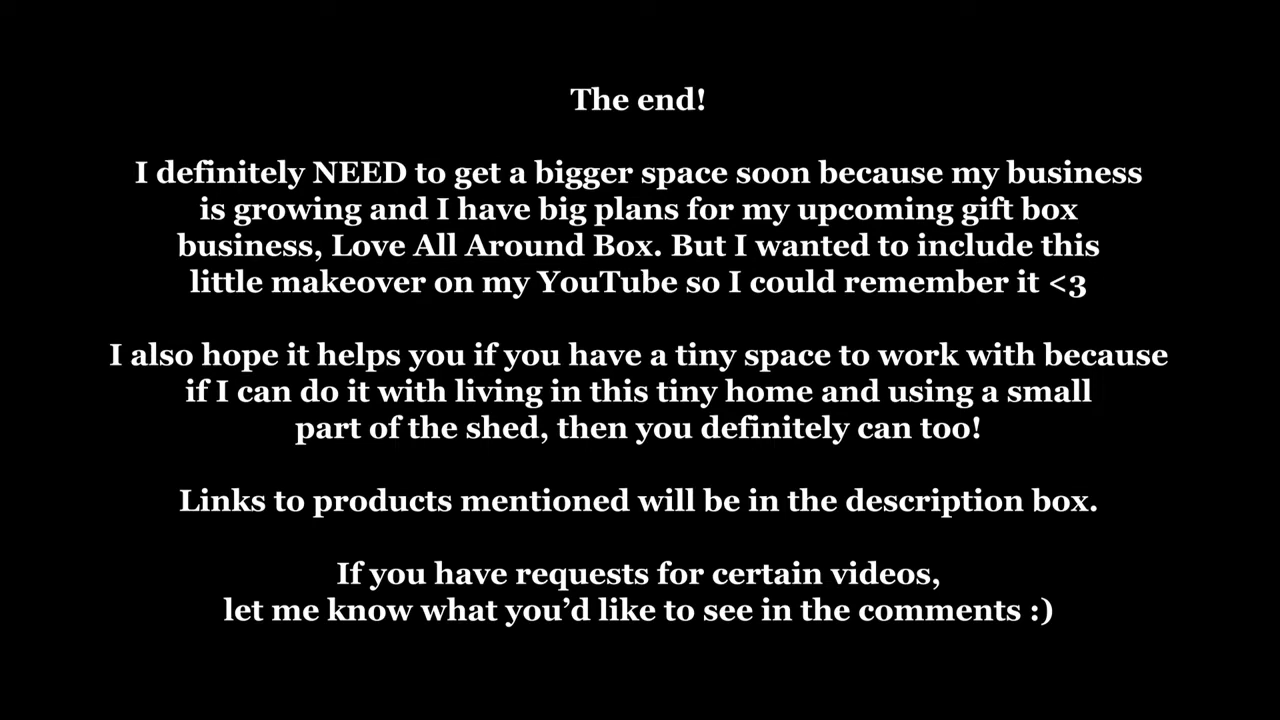 The end!
I definitely NEED to get a bigger space soon because my business
is growing and I have big plans for my upcoming gift box
business, Love All Around Box. But I wanted to include this
little makeover on my YouTube so I could remember it <3
I also hope it helps you if you have a tiny space to work with because
if I can do it with living in this tiny home and using a small
part of the shed, then you definitely can too!
Links to products mentioned will be in the description box.
If you have requests for certain videos,
let me know what you’d like to see in the comments :)